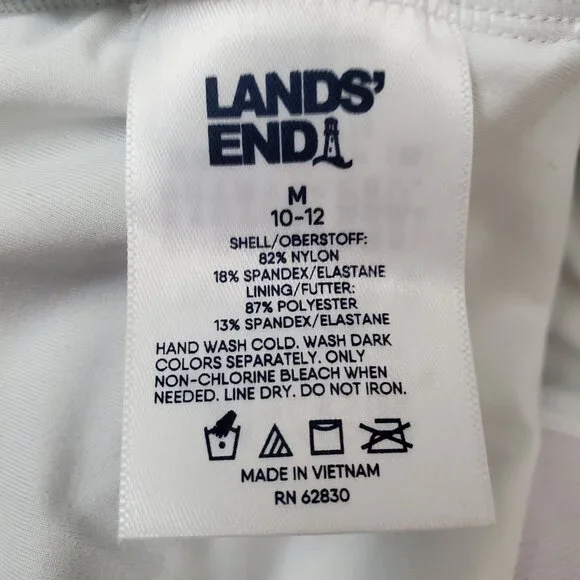 LANDS'
END
M
10-12
SHELL/OBERSTOFF:
82% NYLON
18% SPANDEX/ELASTANE
LINING/FUTTER:
87% POLYESTER
13% SPANDEX/ELASTANE
HAND WASH COLD. WASH DARK
COLORS SEPARATELY. ONLY
NON-CHLORINE BLEACH WHEN
NEEDED. LINE DRY. DO NOT IRON.
MADE IN VIETNAM
RN 62830